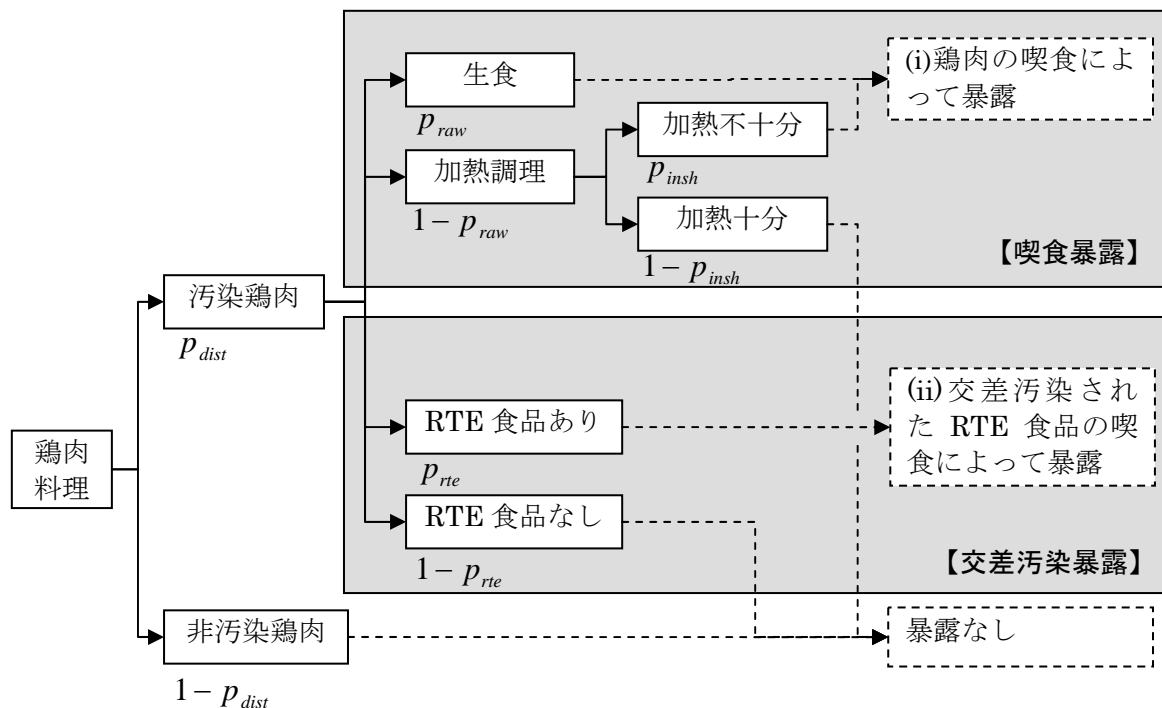 生食
p_raw
加熱調理
1 − p_raw
加熱不十分
p_insh
加熱十分
1 − p_insh
(i)鶏肉の喫食によ
って暴露
【喫食暴露】
汚染鶏肉
p_dist
鶏肉
料理
RTE 食品あり
p_rte
RTE 食品なし
1 − p_rte
(ii)交差汚染され
た RTE 食品の喫
食によって暴露
【交差汚染暴露】
非汚染鶏肉
1 − p_dist
暴露なし